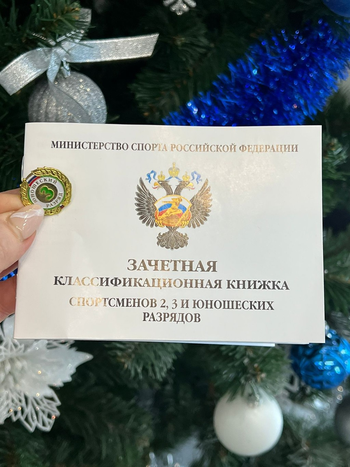 МИНИСТЕРСТВО СПОРТА РОССИЙСКОЙ ФЕДЕРАЦИИ
ЗАЧЕТНАЯ
КЛАССИФИКАЦИОННАЯ КНИЖКА
СПОРТСМЕНОВ 2, 3 И ЮНОШЕСКИХ
РАЗРЯДОВ